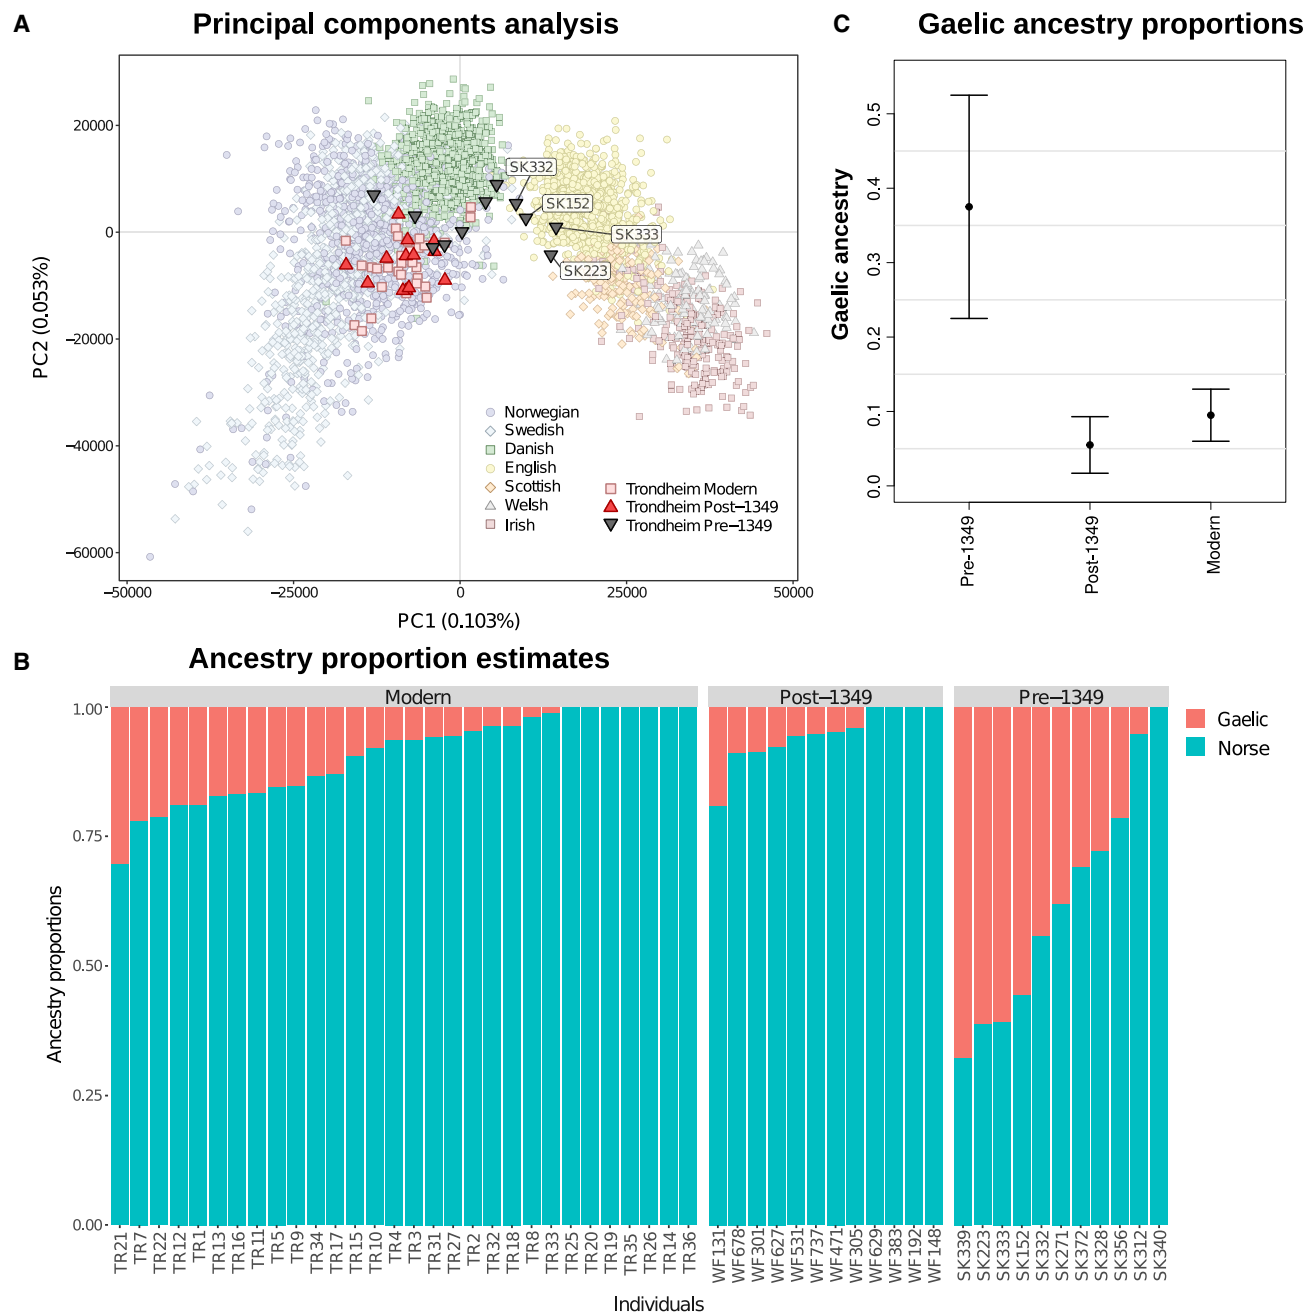 A
Principal components analysis
20000
0
−20000
−40000
−60000
−50000
−25000
0
25000
50000
PC2 (0.053%)
PC1 (0.103%)
SK332
SK152
SK333
SK223
Norwegian
Swedish
Danish
English
Scottish
Welsh
Irish
Trondheim Modern
Trondheim Post−1349
Trondheim Pre−1349
C
Gaelic ancestry proportions
Gaelic ancestry
0.5
0.4
0.3
0.2
0.1
0.0
Pre-1349
Post-1349
Modern
B
Ancestry proportion estimates
Modern
Post−1349
Pre−1349
Gaelic
Norse
Ancestry proportions
1.00
0.75
0.50
0.25
0.00
TR21
TR7
TR22
TR12
TR1
TR13
TR16
TR11
TR5
TR9
TR34
TR17
TR15
TR10
TR4
TR3
TR31
TR27
TR2
TR32
TR18
TR8
TR33
TR25
TR20
TR19
TR35
TR26
TR14
TR36
WF131
WF678
WF301
WF627
WF531
WF737
WF471
WF305
WF629
WF383
WF192
WF148
SK339
SK223
SK333
SK152
SK332
SK271
SK372
SK328
SK356
SK312
SK340
Individuals